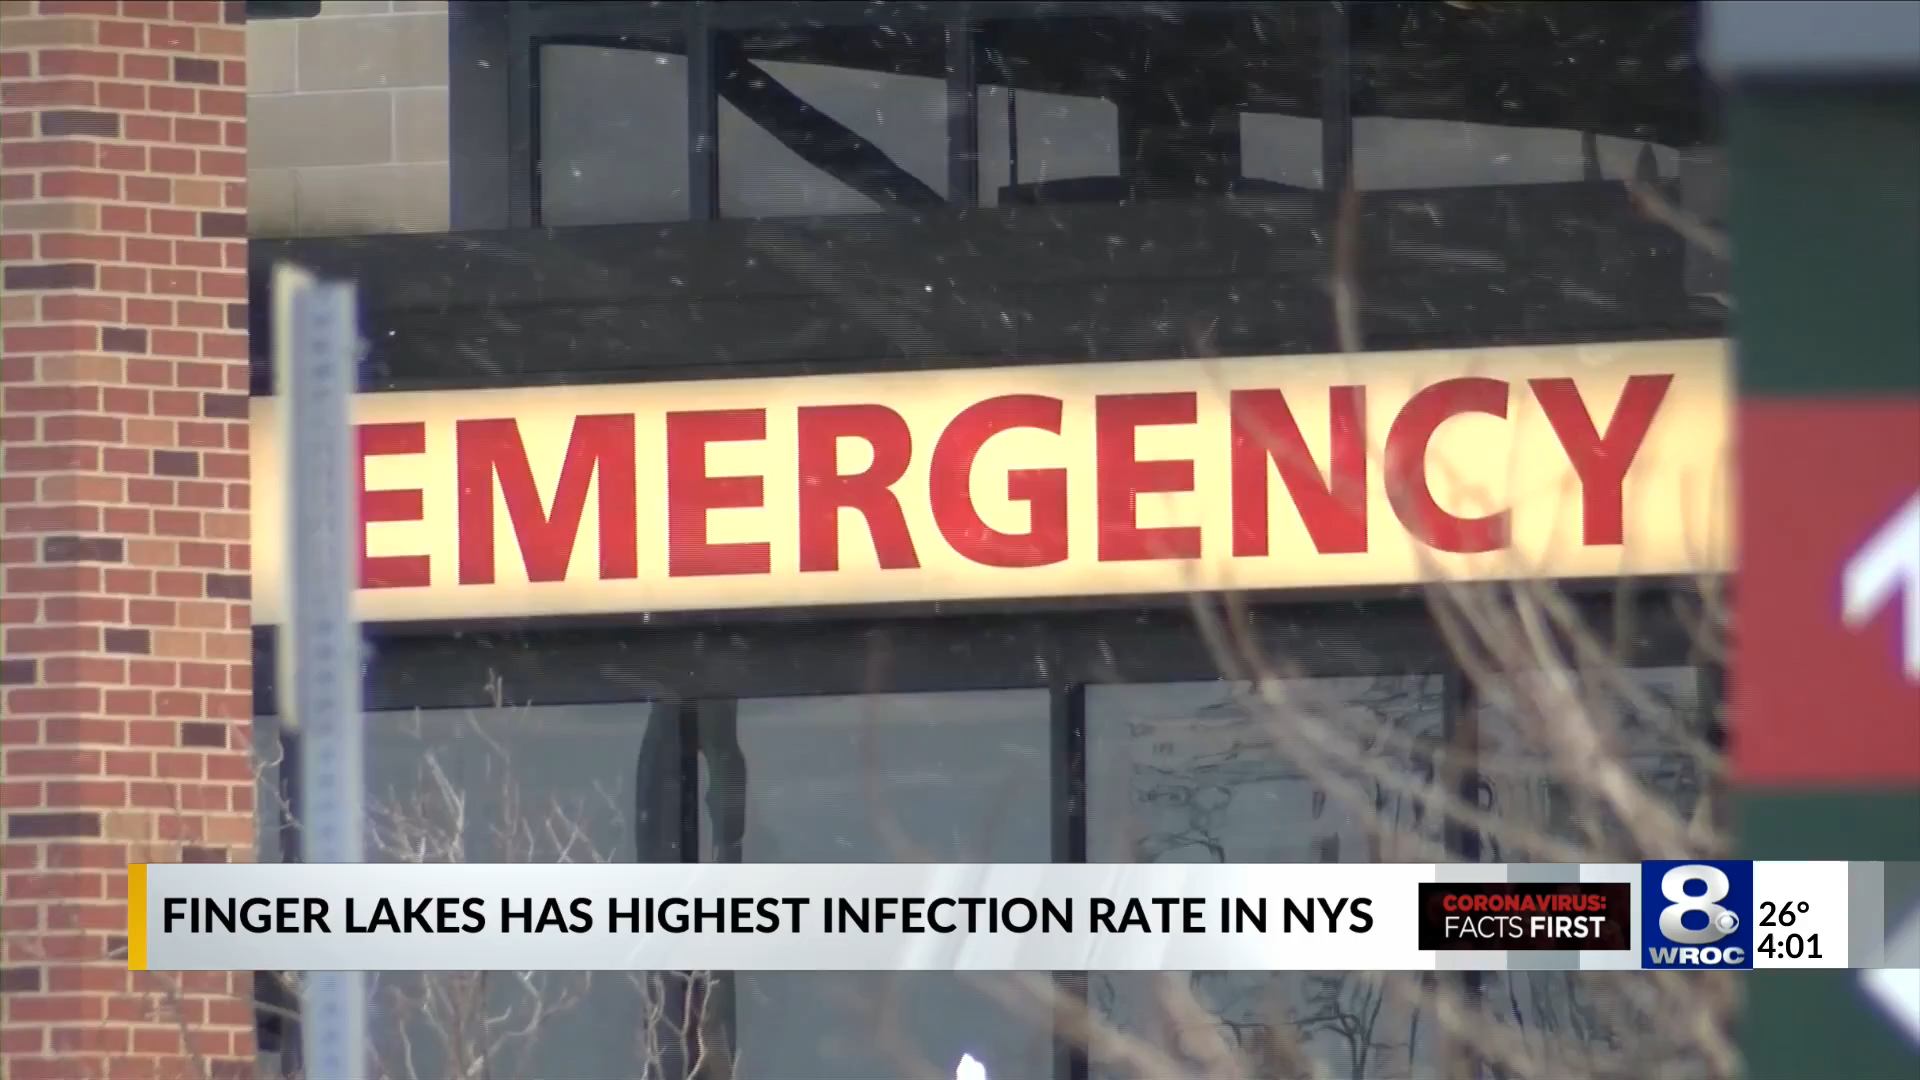 EMERGENCY
FINGER LAKES HAS HIGHEST INFECTION RATE IN NYS
CORONAVIRUS:
FACTS FIRST
8
WROC
26°
4:01